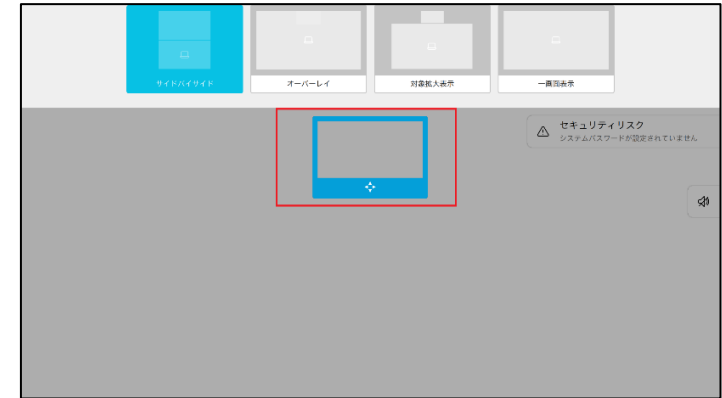 サイドバイサイド
オーバーレイ
対象拡大表示
一画面表示
セキュリティリスク
システムパスワードが設定されていません